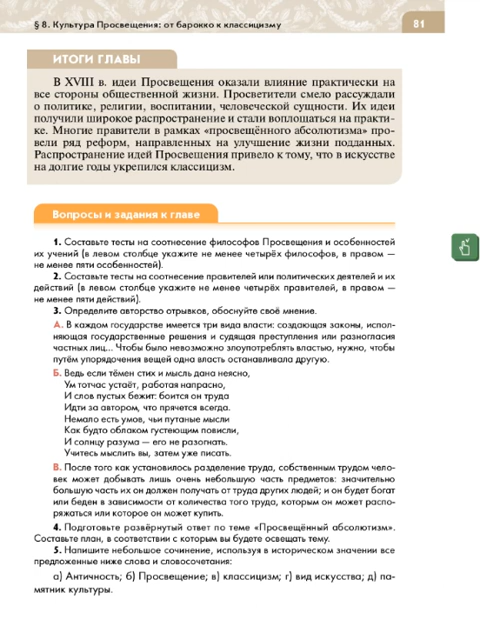 § 8. Культура Просвещения: от барокко к классицизму
81
ИТОГИ ГЛАВЫ
В XVIII в. идеи Просвещения оказали влияние практически на
все стороны общественной жизни. Просветители смело рассуждали
о политике, религии, воспитании, человеческой сущности. Их идеи
получили широкое распространение и стали воплощаться на практи-
ке. Многие правители в рамках «просвещённого абсолютизма» про-
вели ряд реформ, направленных на улучшение жизни подданных.
Распространение идей Просвещения привело к тому, что в искусстве
на долгие годы укрепился классицизм.
Вопросы и задания к главе
1. Составьте тесты на соотнесение философов Просвещения и особенностей
их учений (в левом столбце укажите не менее четырёх философов, в правом —
не менее пяти особенностей).
2. Составьте тесты на соотнесение правителей или политических деятелей и их
действий (в левом столбце укажите не менее четырёх правителей, в правом —
не менее пяти действий).
3. Определите авторство отрывков, обоснуйте своё мнение.
А. В каждом государстве имеется три вида власти: создающая законы, испол-
няющая государственные решения и судящая преступления или разногласия
частных лиц... Чтобы было невозможно злоупотреблять властью, нужно, чтобы
путём упорядочения вещей одна власть останавливала другую.
Б. Ведь если тёмен стих и мысль дана неясно,
Ум тотчас устаёт, работая напрасно,
И слов пустых бежит: боится он труда
Идти за автором, что прячется всегда.
Немало есть умов, чьи путаные мысли
Как будто облаком густеющим повисли,
И солнцу разума — его не разогнать.
Учитесь мыслить вы, затем уже писать.
В. После того как установилось разделение труда, собственным трудом чело-
век может добывать лишь очень небольшую часть предметов: значительно
большую часть их он должен получать от труда других людей; и он будет богат
или беден в зависимости от количества того труда, которым он может распо-
ряжаться или которое он может купить.
4. Подготовьте развёрнутый ответ по теме «Просвещённый абсолютизм».
Составьте план, в соответствии с которым вы будете освещать тему.
5. Напишите небольшое сочинение, используя в историческом значении все
предложенные ниже слова и словосочетания:
а) Античность; б) Просвещение; в) классицизм; г) вид искусства; д) па-
мятник культуры.